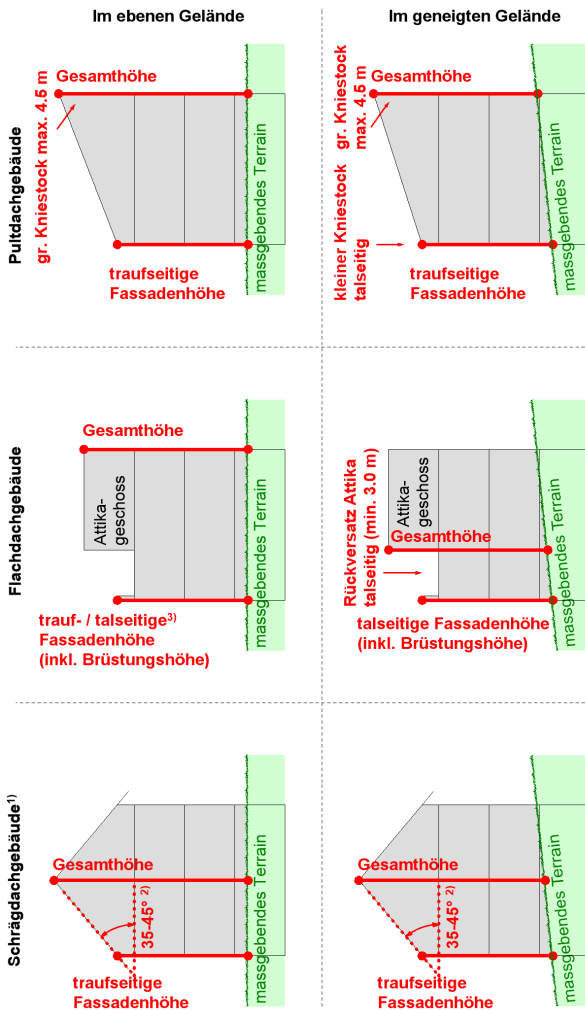 Im ebenen Gelände
Im geneigten Gelände
Pultdachgebäude
gr. Kniestock max. 4.5 m
Gesamthöhe
traufseitige
Fassadenhöhe
massgebendes Terrain
kleiner Kniestock
talseitig
gr. Kniestock
max. 4.5 m
Gesamthöhe
traufseitige
Fassadenhöhe
massgebendes Terrain
Flachdachgebäude
Gesamthöhe
Attika-
geschoss
trauf- / talseitige³⁾
Fassadenhöhe
(inkl. Brüstungshöhe)
massgebendes Terrain
Rückversatz Attika
talseitig (min. 3.0 m)
Attika-
geschoss
Gesamthöhe
talseitige Fassadenhöhe
(inkl. Brüstungshöhe)
massgebendes Terrain
Schrägdachgebäude¹⁾
Gesamthöhe
35-45° ²⁾
traufseitige
Fassadenhöhe
massgebendes Terrain
Gesamthöhe
35-45° ²⁾
traufseitige
Fassadenhöhe
massgebendes Terrain